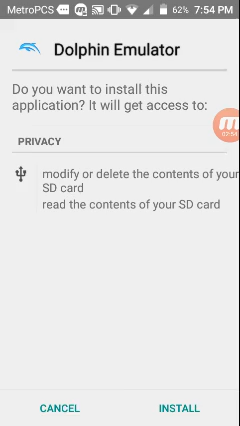 MetroPCS 62% 7:54 PM
Dolphin Emulator
Do you want to install this
application? It will get access to:
07:54
PRIVACY
modify or delete the contents of your
SD card
read the contents of your SD card
CANCEL INSTALL